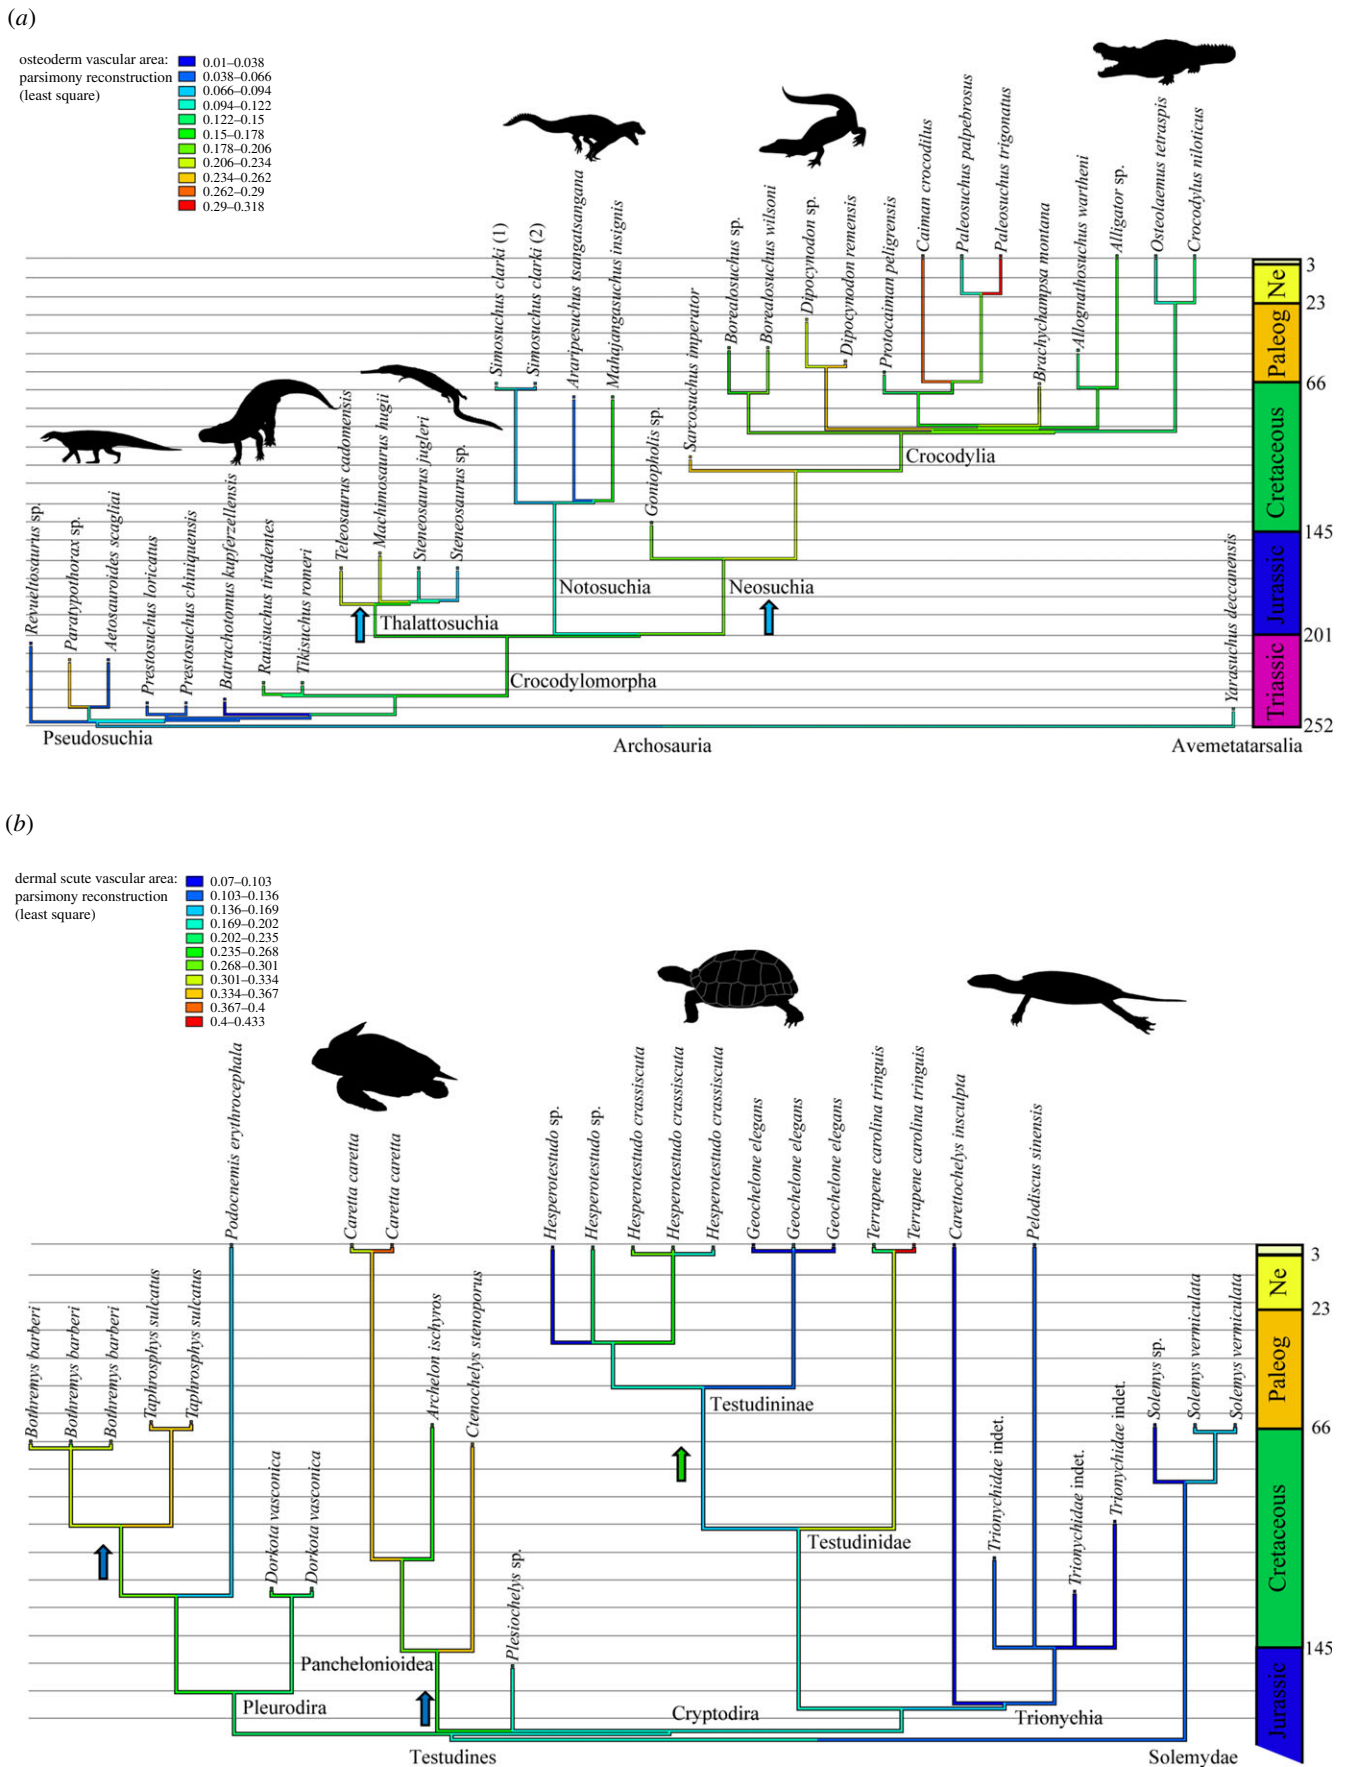 (a)
osteoderm vascular area:
parsimony reconstruction
(least square)
0.01–0.038
0.038–0.066
0.066–0.094
0.094–0.122
0.122–0.15
0.15–0.178
0.178–0.206
0.206–0.234
0.234–0.262
0.262–0.29
0.29–0.318
Revueltosaurus sp.
Paratypothorax sp.
Aetosauroides scagliai
Prestosuchus loricatus
Prestosuchus chiniquensis
Batrachotomus kupferzellensis
Rauisuchus tiradentes
Tikisuchus romeri
Teleosaurus cadomensis
Machimosaurus hugii
Steneosaurus jugleri
Steneosaurus sp.
Simosuchus clarki (1)
Simosuchus clarki (2)
Araripesuchus tsangatsangana
Mahajangasuchus insignis
Goniopholis sp.
Sarcosuchus imperator
Borealosuchus sp.
Borealosuchus wilsoni
Dipocynodon sp.
Dipocynodon remensis
Protocaiman peligrensis
Caiman crocodilus
Paleosuchus palpebrosus
Paleosuchus trigonatus
Brachychampsa montana
Allognathosuchus wartheni
Alligator sp.
Osteolaemus tetraspis
Crocodylus niloticus
Yarasuchus deccanensis
Crocodylia
Notosuchia
Neosuchia
Thalattosuchia
Crocodylomorpha
Pseudosuchia
Archosauria
Avemetatarsalia
Ne
Paleog
Cretaceous
Jurassic
Triassic
3
23
66
145
201
252
(b)
dermal scute vascular area:
parsimony reconstruction
(least square)
0.07–0.103
0.103–0.136
0.136–0.169
0.169–0.202
0.202–0.235
0.235–0.268
0.268–0.301
0.301–0.334
0.334–0.367
0.367–0.4
0.4–0.433
Bothremys barberi
Bothremys barberi
Bothremys barberi
Taphrosphys sulcatus
Taphrosphys sulcatus
Podocnemis erythrocephala
Dorkota vasconica
Dorkota vasconica
Caretta caretta
Caretta caretta
Archelon ischyros
Ctenochelys stenoporus
Plesiochelys sp.
Hesperotestudo sp.
Hesperotestudo sp.
Hesperotestudo crassiscuta
Hesperotestudo crassiscuta
Hesperotestudo crassiscuta
Geochelone elegans
Geochelone elegans
Geochelone elegans
Terrapene carolina tringuis
Terrapene carolina tringuis
Carettochelys insculpta
Trionychidae indet.
Pelodiscus sinensis
Trionychidae indet.
Trionychidae indet.
Solemys sp.
Solemys vermiculata
Solemys vermiculata
Testudininae
Testudinidae
Panchelonioidea
Pleurodira
Cryptodira
Trionychia
Testudines
Solemydae
Ne
Paleog
Cretaceous
Jurassic
3
23
66
145